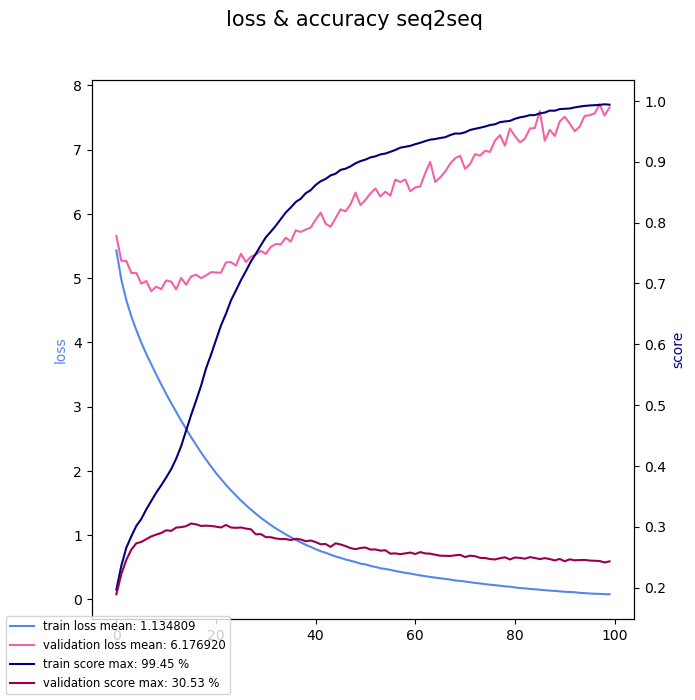 loss & accuracy seq2seq
8
7
6
5
4
3
2
1
0
loss
1.0
0.9
0.8
0.7
0.6
0.5
0.4
0.3
0.2
score
0 20 40 60 80 100
train loss mean: 1.134809
validation loss mean: 6.176920
train score max: 99.45 %
validation score max: 30.53 %